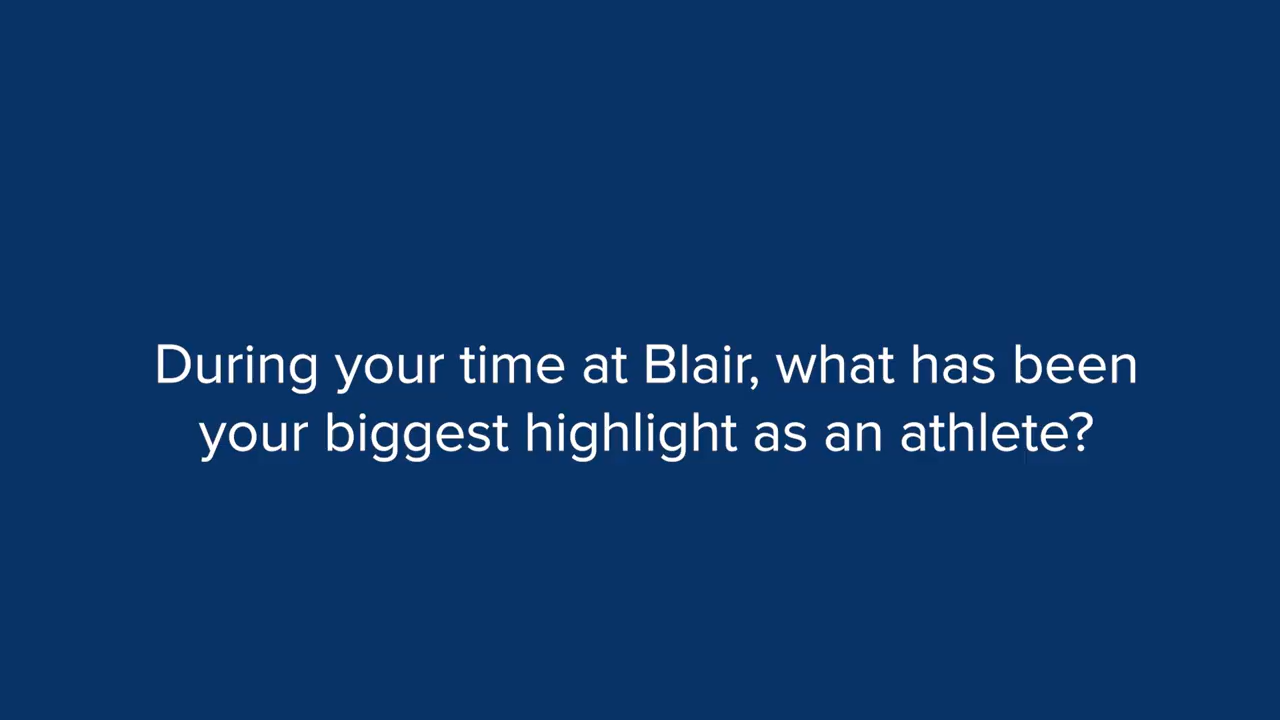 During your time at Blair, what has been
your biggest highlight as an athlete?